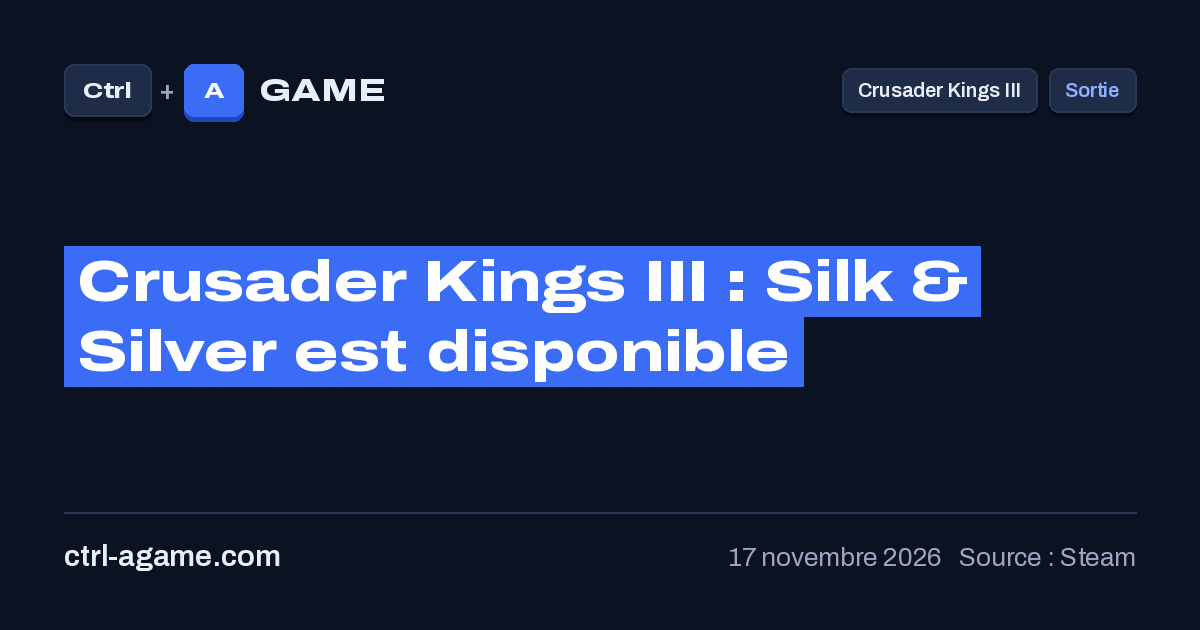 Ctrl + A GAME
Crusader Kings III Sortie
Crusader Kings III : Silk &
Silver est disponible
ctrl-agame.com
17 novembre 2026 Source : Steam